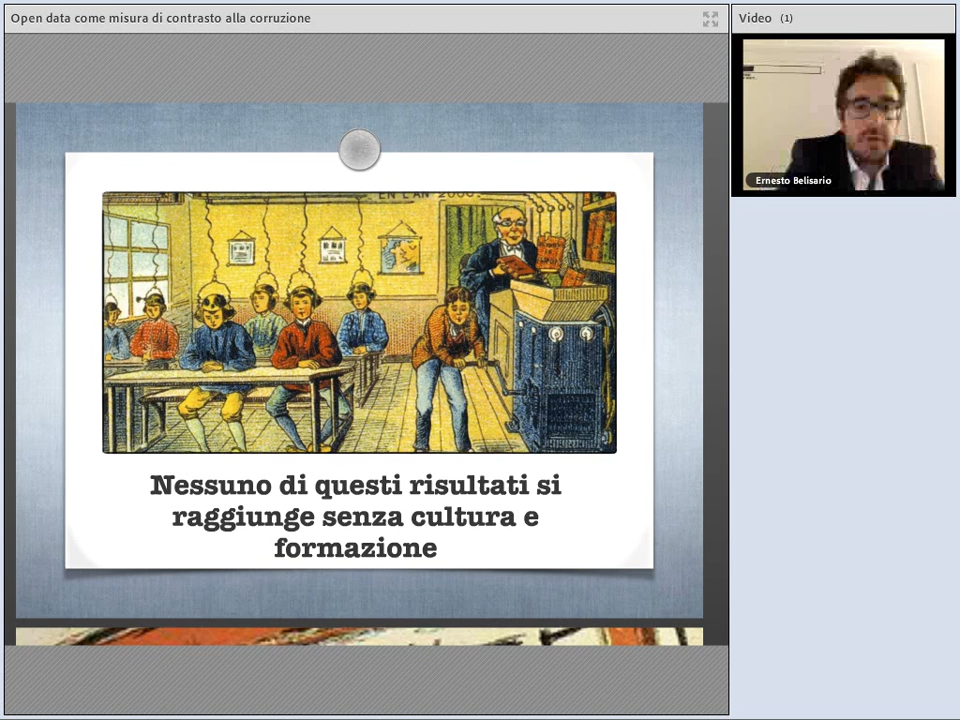 Open data come misura di contrasto alla corruzione
Video (1)
EN L'AN 2000
Ernesto Belisario
Nessuno di questi risultati si
raggiunge senza cultura e
formazione